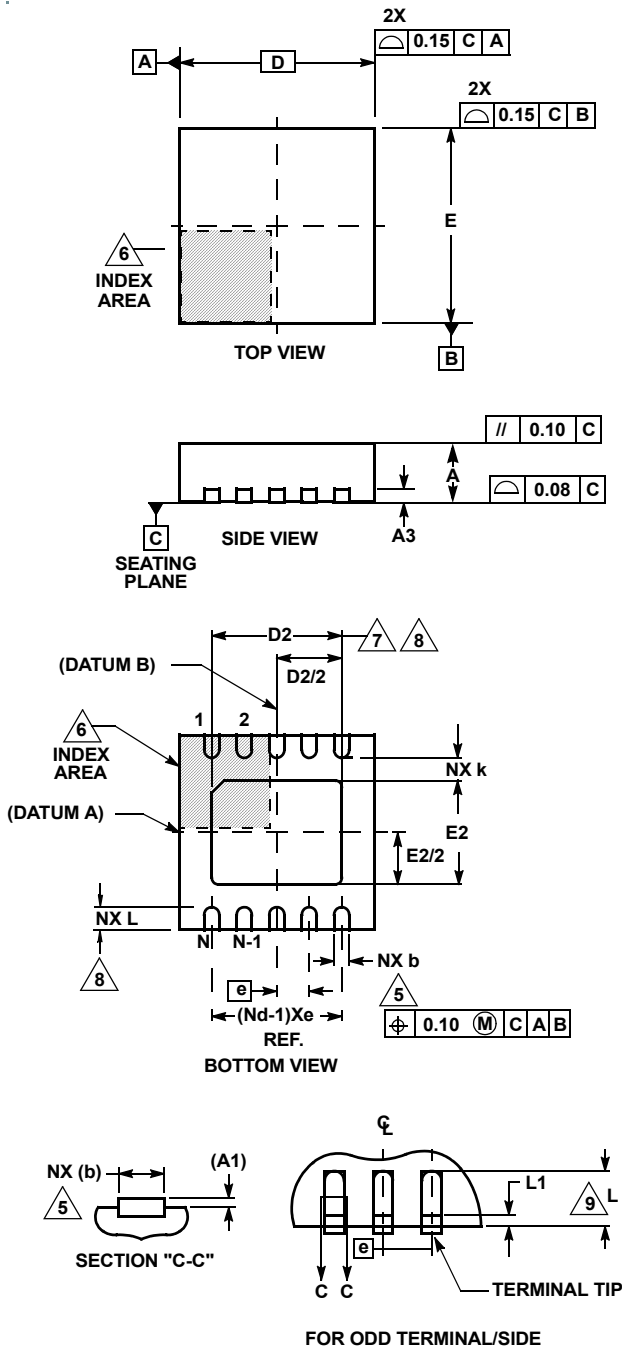 2X
0.15 C A
A
D
2X
0.15 C B
E
6
INDEX
AREA
TOP VIEW
B
// 0.10 C
A
0.08 C
A3
C
SIDE VIEW
SEATING
PLANE
D2
7 8
(DATUM B)
D2/2
1 2
6
INDEX
AREA
NX k
(DATUM A)
E2
E2/2
NX L
8
N N-1
NX b
e
5
(Nd-1)Xe
REF.
⌖ 0.10 Ⓜ C A B
BOTTOM VIEW
℄
NX (b)
(A1)
5
L1
9 L
SECTION "C-C"
e
C C
TERMINAL TIP
FOR ODD TERMINAL/SIDE